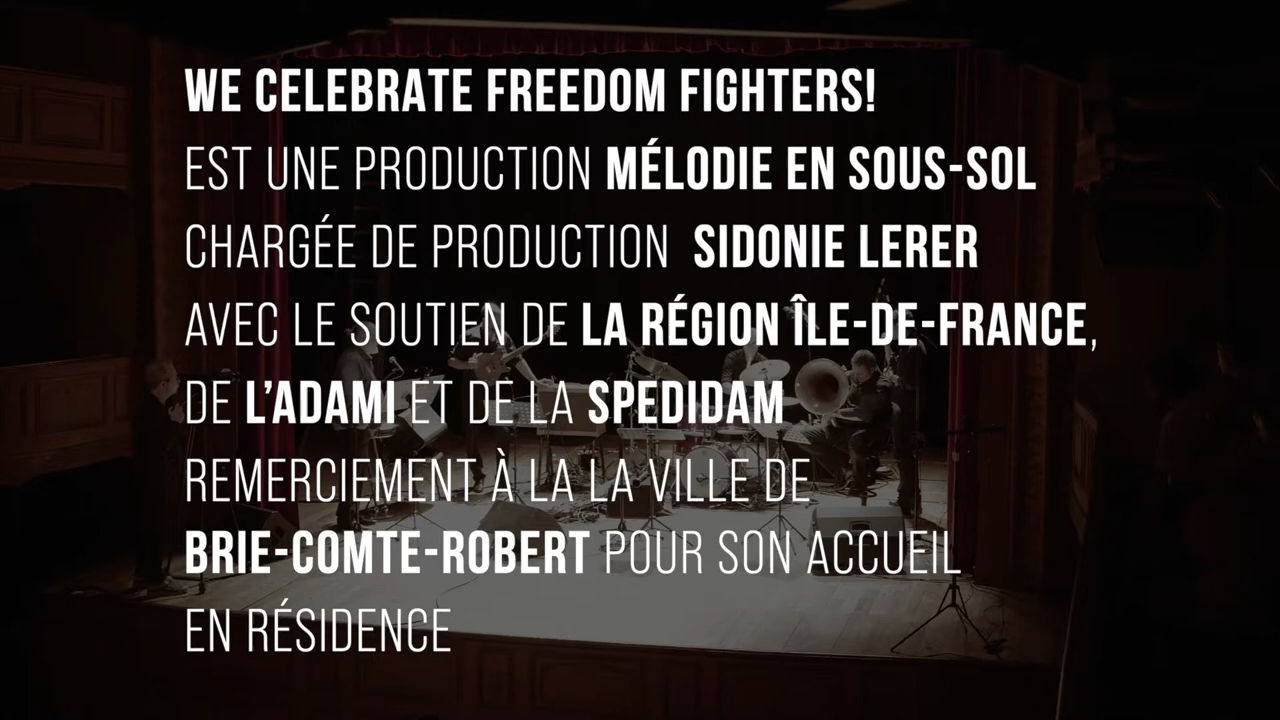 WE CELEBRATE FREEDOM FIGHTERS!
EST UNE PRODUCTION MÉLODIE EN SOUS-SOL
CHARGÉE DE PRODUCTION SIDONIE LERER
AVEC LE SOUTIEN DE LA RÉGION ÎLE-DE-FRANCE,
DE L'ADAMI ET DE LA SPEDIDAM
REMERCIEMENT À LA LA VILLE DE
BRIE-COMTE-ROBERT POUR SON ACCUEIL
EN RÉSIDENCE